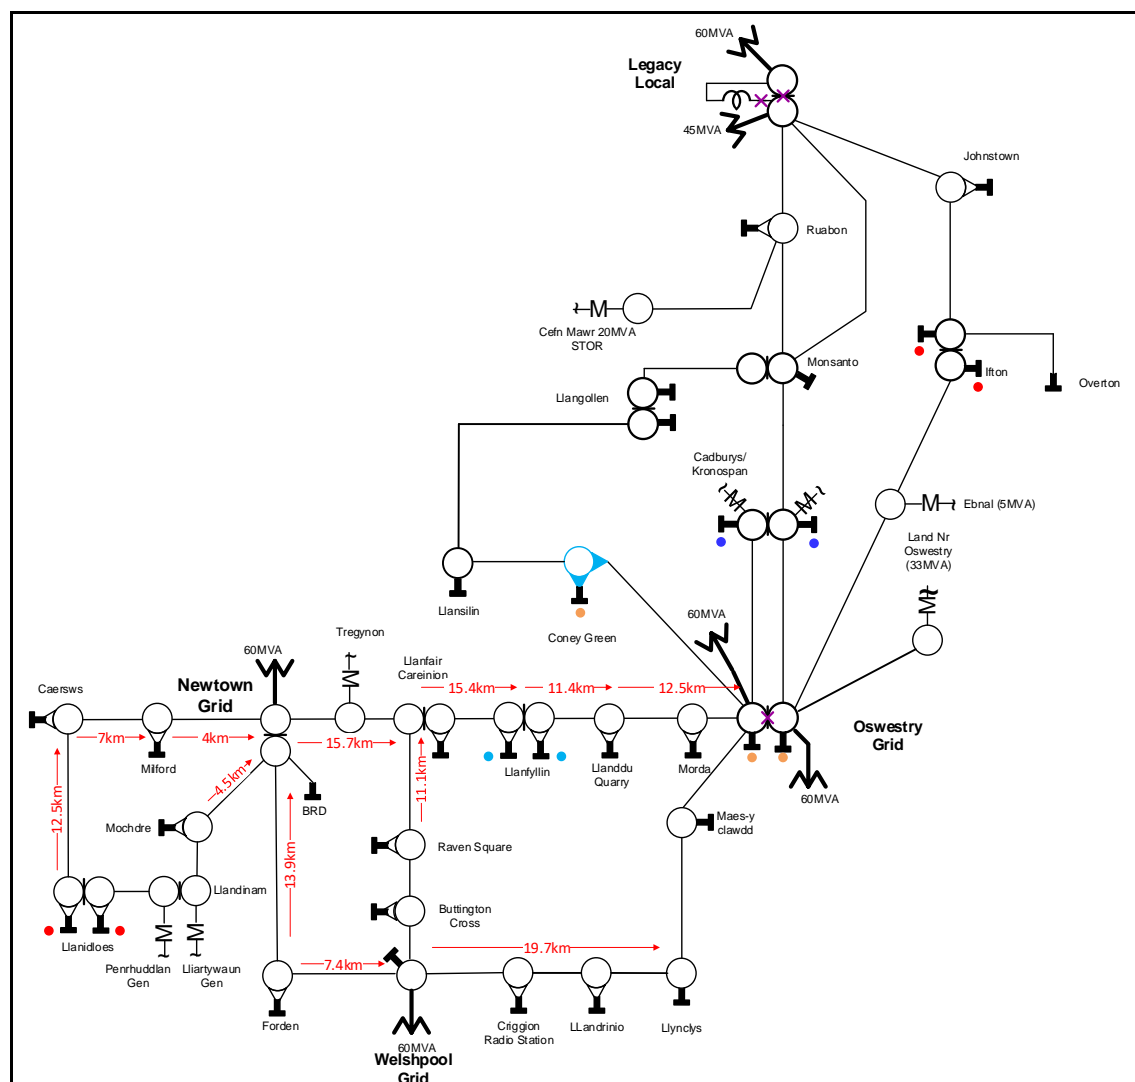 60MVA
Legacy
Local
45MVA
Johnstown
Ruabon
M
Cefn Mawr 20MVA
STOR
Monsanto
Ifton
Overton
Llangollen
Cadburys/
Kronospan
M
M
M
Ebnal (5MVA)
Land Nr
Oswestry
(33MVA)
M
Llansilin
Coney Green
60MVA
Tregynon
M
Llanfair
Careinion
60MVA
Newtown
Grid
Caersws
15.4km
11.4km
12.5km
7km
4km
15.7km
Oswestry
Grid
Milford
Llanfyllin
Llanddu
Quarry
Morda
60MVA
4.5km
11.1km
12.5km
BRD
Mochdre
Maes-y
clawdd
Raven Square
13.9km
Llandinam
Buttington
Cross
Llanidloes
M
M
Penrhuddlan
Gen
Lliartywaun
Gen
19.7km
7.4km
Forden
Criggion
Radio Station
LLandrinio
Llynclys
60MVA
Welshpool
Grid